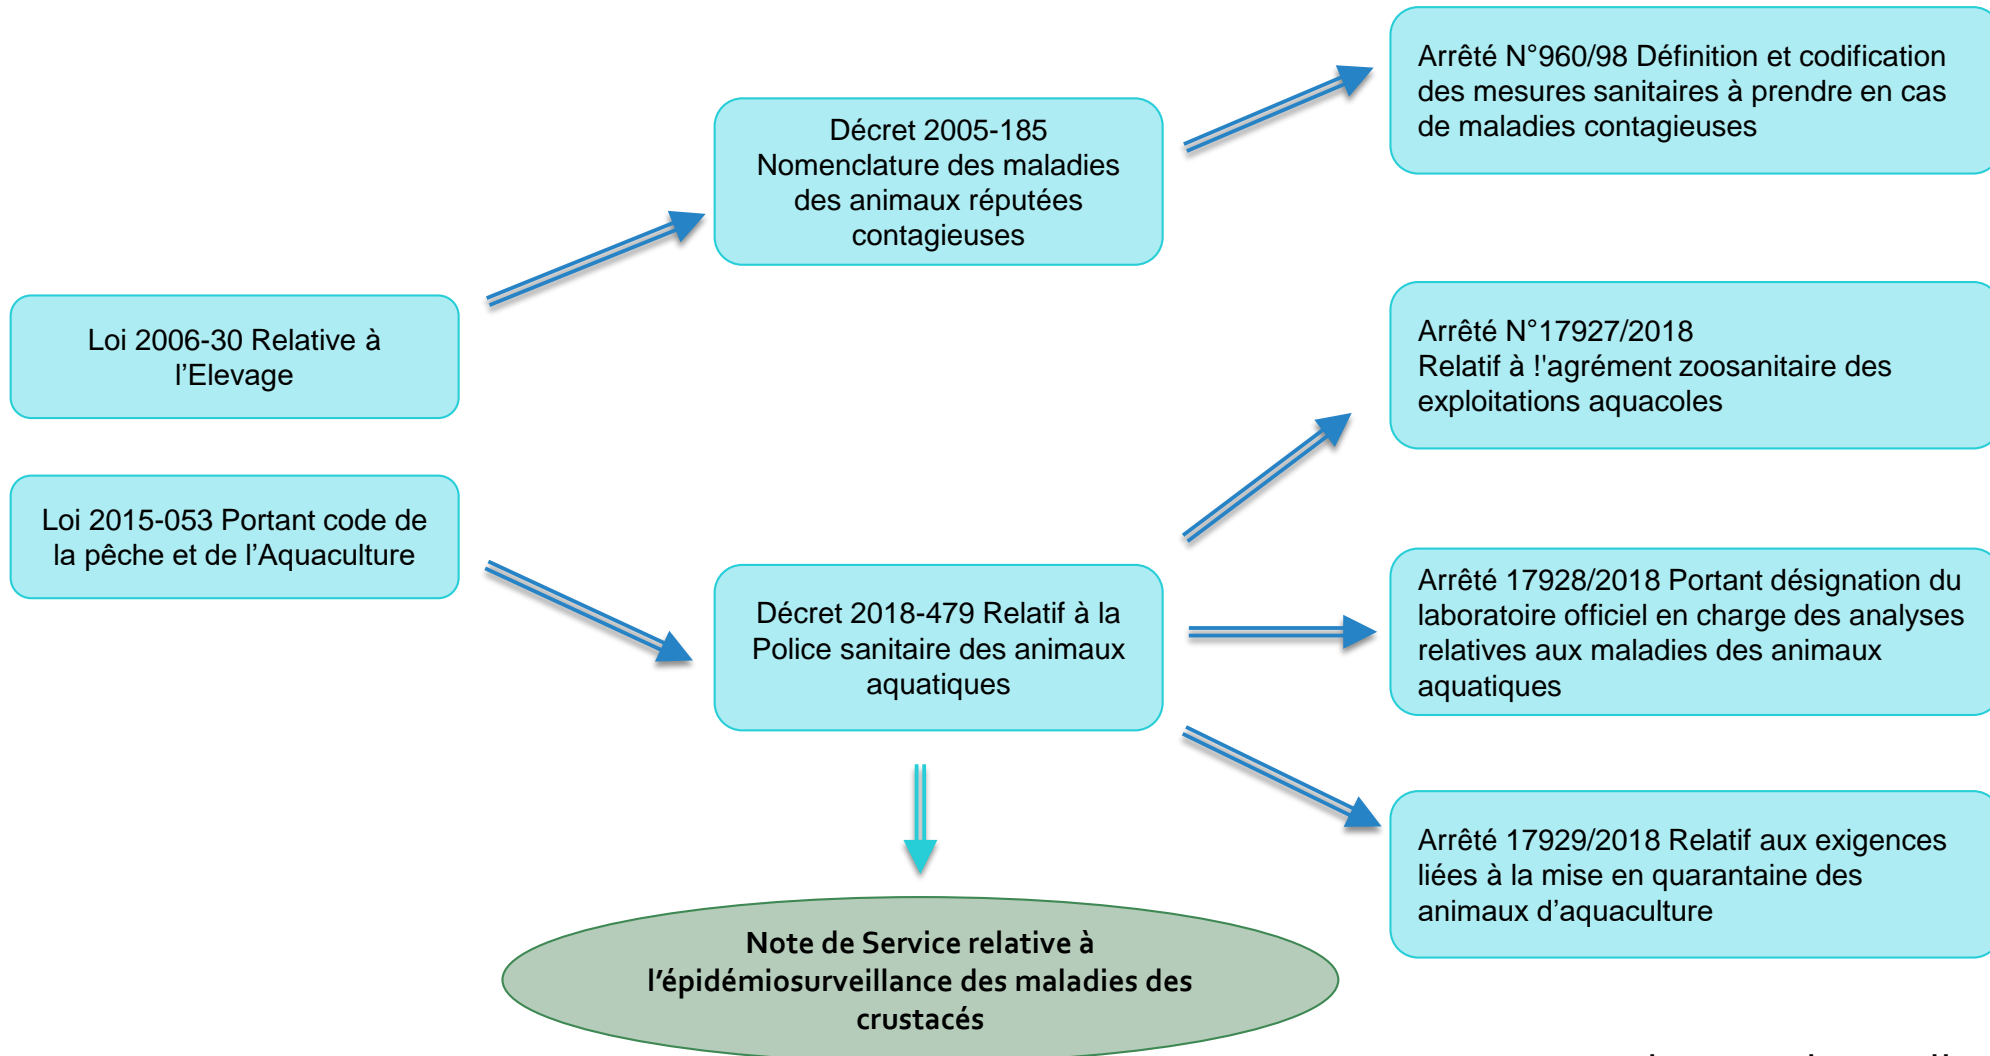 Arrêté N°960/98 Définition et codification
des mesures sanitaires à prendre en cas
de maladies contagieuses
Décret 2005-185
Nomenclature des maladies
des animaux réputées
contagieuses
Loi 2006-30 Relative à
l’Elevage
Arrêté N°17927/2018
Relatif à !'agrément zoosanitaire des
exploitations aquacoles
Loi 2015-053 Portant code de
la pêche et de l’Aquaculture
Décret 2018-479 Relatif à la
Police sanitaire des animaux
aquatiques
Arrêté 17928/2018 Portant désignation du
laboratoire officiel en charge des analyses
relatives aux maladies des animaux
aquatiques
Arrêté 17929/2018 Relatif aux exigences
liées à la mise en quarantaine des
animaux d’aquaculture
Note de Service relative à
l’épidémiosurveillance des maladies des
crustacés